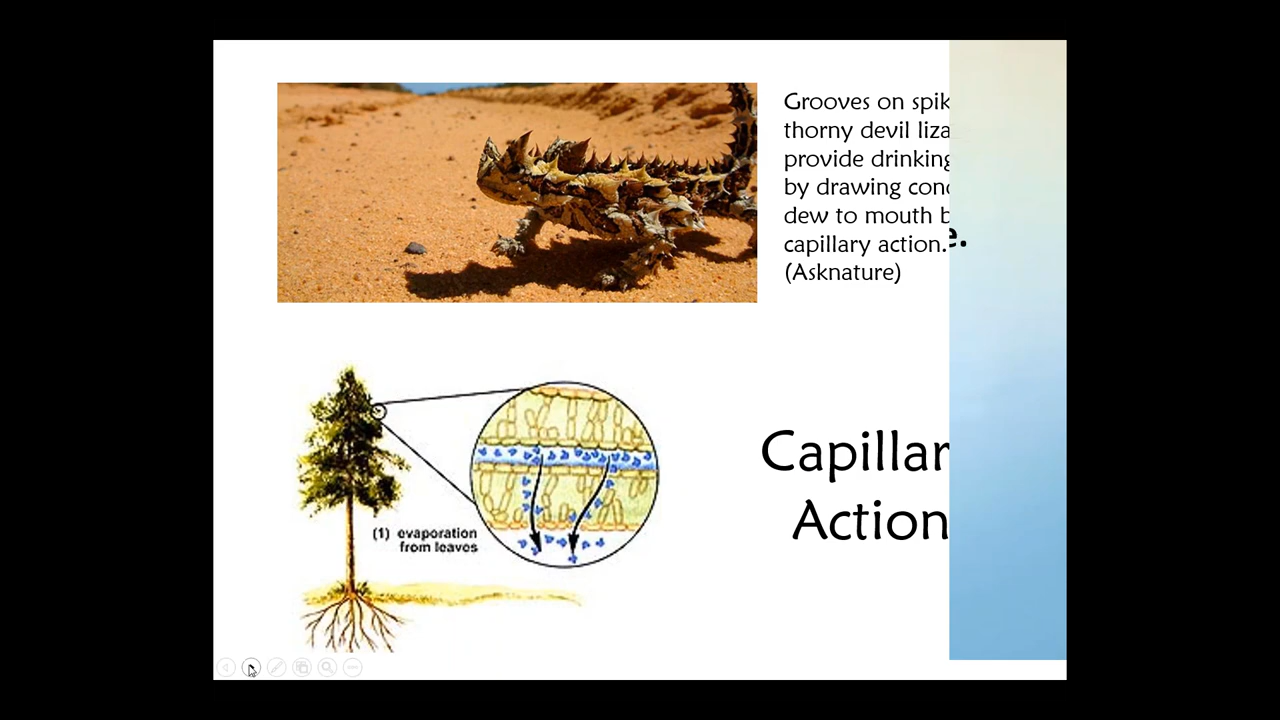 Grooves on spik
thorny devil liza
provide drinking
by drawing con
dew to mouth b
capillary action.
e.
(Asknature)
Capillar
Action
(1) evaporation
from leaves